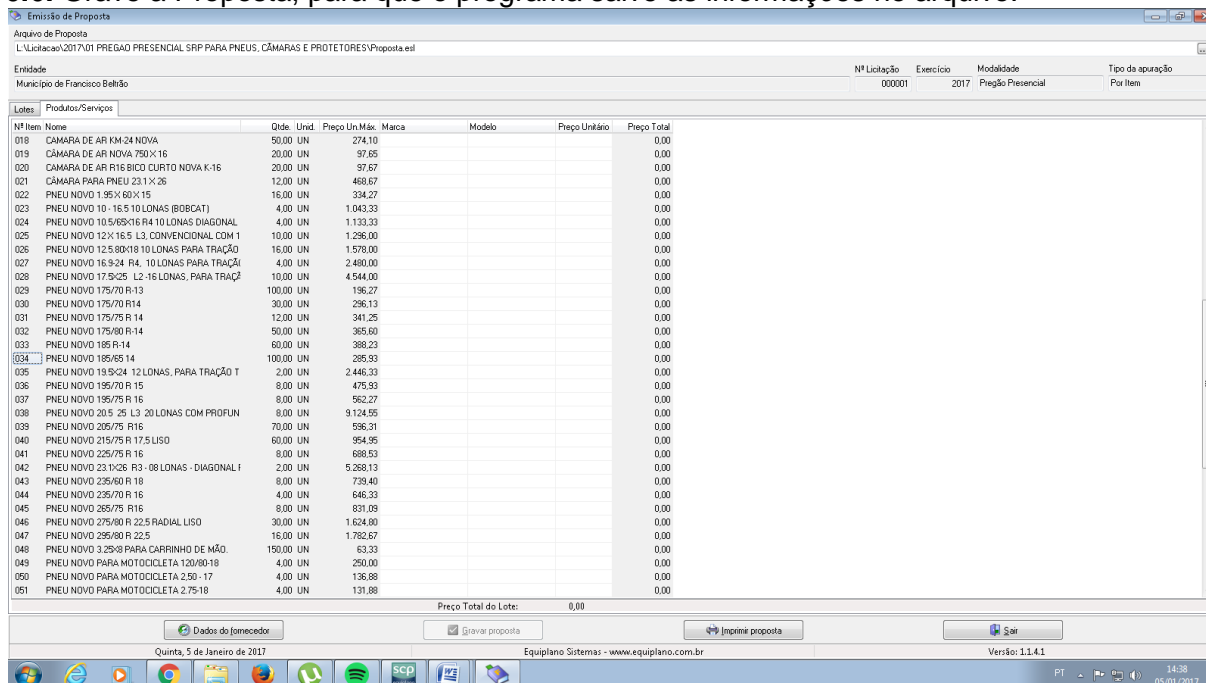 Emissão de Proposta
Arquivo de Proposta
L:\Licitacao\2017\01 PREGAO PRESENCIAL SRP PARA PNEUS, CÃMARAS E PROTETORES\Proposta.esl
Entidade Nº Licitação Exercício Modalidade Tipo da apuração
Município de Francisco Beltrão 000001 2017 Pregão Presencial Por Item
Lotes Produtos/Serviços
Nº Item Nome Qtde. Unid. Preço Un.Máx. Marca Modelo Preço Unitário Preço Total
018 CAMARA DE AR KM-24 NOVA 50,00 UN 274,10 0,00
019 CÂMARA DE AR NOVA 750 X 16 20,00 UN 97,65 0,00
020 CAMARA DE AR R16 BICO CURTO NOVA K-16 20,00 UN 97,67 0,00
021 CÂMARA PARA PNEU 23.1 X 26 12,00 UN 468,67 0,00
022 PNEU NOVO 1.95 X 60 X 15 16,00 UN 334,27 0,00
023 PNEU NOVO 10 - 16.5 10 LONAS (BOBCAT) 4,00 UN 1.043,33 0,00
024 PNEU NOVO 10.5/65X16 R4 10 LONAS DIAGONAL 4,00 UN 1.133,33 0,00
025 PNEU NOVO 12 X 16.5 L3, CONVENCIONAL COM 1 10,00 UN 1.296,00 0,00
026 PNEU NOVO 12.5.80X18 10 LONAS PARA TRAÇÃO 16,00 UN 1.578,00 0,00
027 PNEU NOVO 16.9-24 R4, 10 LONAS PARA TRAÇÃ( 4,00 UN 2.480,00 0,00
028 PNEU NOVO 17.5X25 L2 -16 LONAS, PARA TRAÇÃ 10,00 UN 4.544,00 0,00
029 PNEU NOVO 175/70 R-13 100,00 UN 196,27 0,00
030 PNEU NOVO 175/70 R14 30,00 UN 296,13 0,00
031 PNEU NOVO 175/75 R 14 12,00 UN 341,25 0,00
032 PNEU NOVO 175/80 R-14 50,00 UN 365,60 0,00
033 PNEU NOVO 185 R-14 60,00 UN 388,23 0,00
034 PNEU NOVO 185/65 14 100,00 UN 285,93 0,00
035 PNEU NOVO 19.5X24 12 LONAS, PARA TRAÇÃO T 2,00 UN 2.446,33 0,00
036 PNEU NOVO 195/70 R 15 8,00 UN 475,93 0,00
037 PNEU NOVO 195/75 R 16 8,00 UN 562,27 0,00
038 PNEU NOVO 20.5 25 L3 20 LONAS COM PROFUN 8,00 UN 9.124,55 0,00
039 PNEU NOVO 205/75 R16 70,00 UN 596,31 0,00
040 PNEU NOVO 215/75 R 17,5 LISO 60,00 UN 954,95 0,00
041 PNEU NOVO 225/75 R 16 8,00 UN 688,53 0,00
042 PNEU NOVO 23.1X26 R3 - 08 LONAS - DIAGONAL F 2,00 UN 5.268,13 0,00
043 PNEU NOVO 235/60 R 18 8,00 UN 739,40 0,00
044 PNEU NOVO 235/70 R 16 4,00 UN 646,33 0,00
045 PNEU NOVO 265/75 R16 8,00 UN 831,09 0,00
046 PNEU NOVO 275/80 R 22,5 RADIAL LISO 30,00 UN 1.624,80 0,00
047 PNEU NOVO 295/80 R 22,5 16,00 UN 1.782,67 0,00
048 PNEU NOVO 3.25X8 PARA CARRINHO DE MÃO. 150,00 UN 63,33 0,00
049 PNEU NOVO PARA MOTOCICLETA 120/80-18 4,00 UN 250,00 0,00
050 PNEU NOVO PARA MOTOCICLETA 2,50 - 17 4,00 UN 136,88 0,00
051 PNEU NOVO PARA MOTOCICLETA 2.75-18 4,00 UN 131,88 0,00
Preço Total do Lote: 0,00
Dados do fornecedor Gravar proposta Imprimir proposta Sair
Quinta, 5 de Janeiro de 2017 Equiplano Sistemas - www.equiplano.com.br Versão: 1.1.4.1
scp PT 14:38
05/01/2017